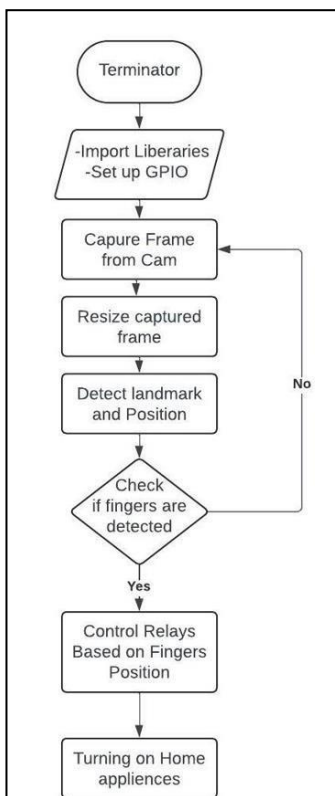 Terminator
-Import Liberaries
-Set up GPIO
Capure Frame
from Cam
Resize captured
frame
Detect landmark
and Position
No
Check
if fingers are
detected
Yes
Control Relays
Based on Fingers
Position
Turning on Home
appliences